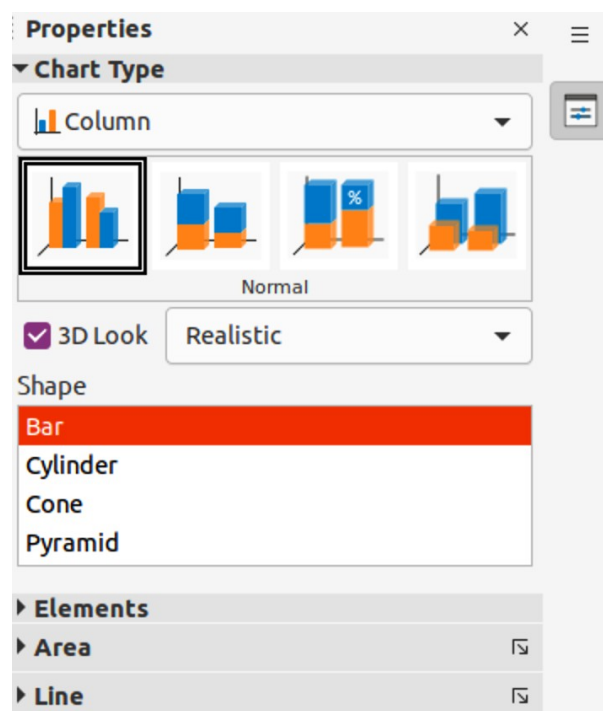 Properties
Chart Type
Column
%
Normal
3D Look Realistic
Shape
Bar
Cylinder
Cone
Pyramid
Elements
Area
Line